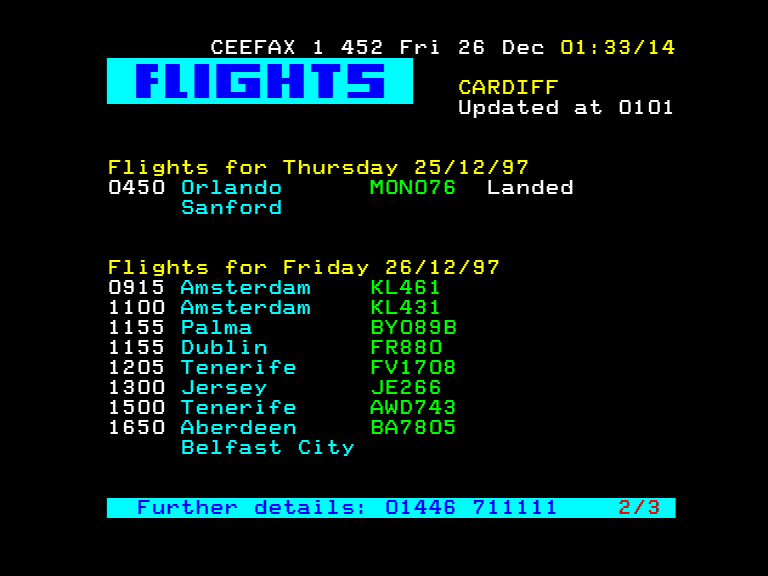 CEEFAX 1 452 Fri 26 Dec 01:33/14
FLIGHTS
CARDIFF
Updated at 0101
Flights for Thursday 25/12/97
0450 Orlando MON076 Landed
Sanford
Flights for Friday 26/12/97
0915 Amsterdam KL461
1100 Amsterdam KL431
1155 Palma BY089B
1155 Dublin FR880
1205 Tenerife FV1708
1300 Jersey JE266
1500 Tenerife AWD743
1650 Aberdeen BA7805
Belfast City
Further details: 01446 711111 2/3